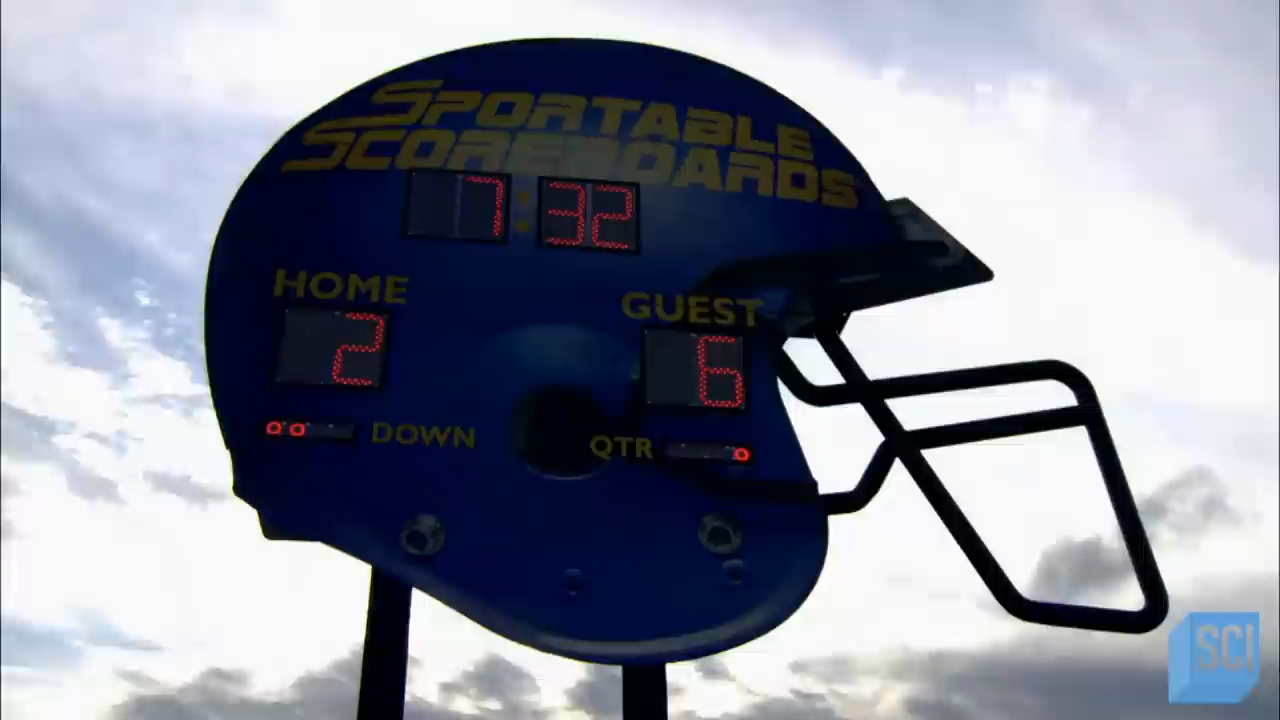 SPORTABLE
SCOREBOARDS
7:32
HOME
GUEST
2
6
DOWN
QTR
SCI